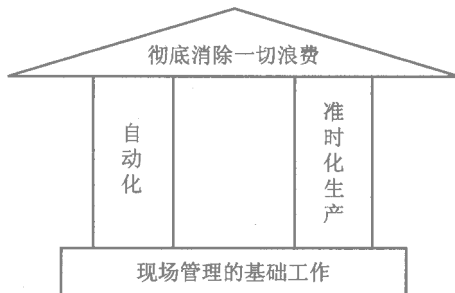 彻底消除一切浪费
自动化
准时化生产
现场管理的基础工作